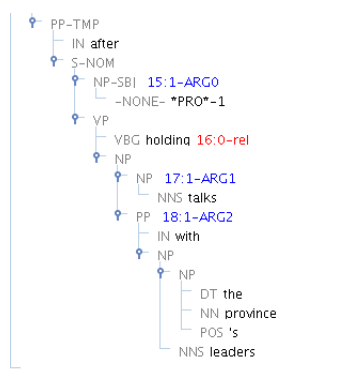 PP-TMP
IN after
S-NOM
NP-SBJ 15:1-ARG0
-NONE- *PRO*-1
VP
VBG holding 16:0-rel
NP
NP 17:1-ARG1
NNS talks
PP 18:1-ARG2
IN with
NP
NP
DT the
NN province
POS 's
NNS leaders